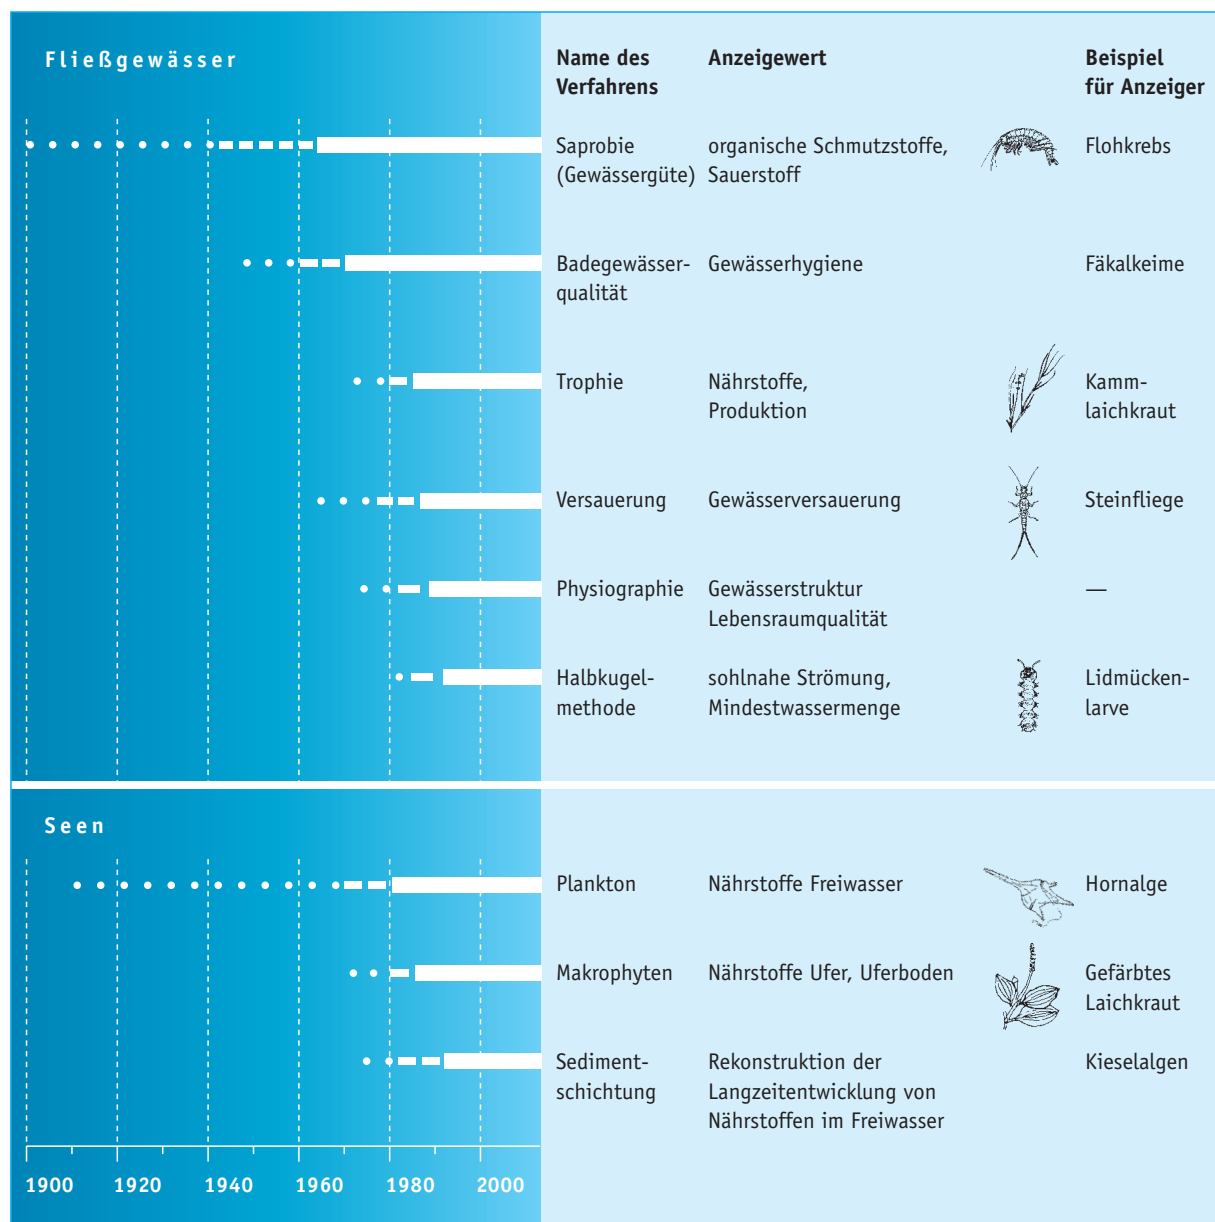 Fließgewässer
Name des Verfahrens
Anzeigewert
Beispiel für Anzeiger
Saprobie (Gewässergüte)
organische Schmutzstoffe, Sauerstoff
Flohkrebs
Badegewässer-
qualität
Gewässerhygiene
Fäkalkeime
Trophie
Nährstoffe,
Produktion
Kamm-
laichkraut
Versauerung
Gewässerversauerung
Steinfliege
Physiographie
Gewässerstruktur
Lebensraumqualität
—
Halbkugel-
methode
sohlnahe Strömung,
Mindestwassermenge
Lidmücken-
larve
Seen
Plankton
Nährstoffe Freiwasser
Hornalge
Makrophyten
Nährstoffe Ufer, Uferboden
Gefärbtes
Laichkraut
Sediment-
schichtung
Rekonstruktion der
Langzeitentwicklung von
Nährstoffen im Freiwasser
Kieselalgen
1900 1920 1940 1960 1980 2000